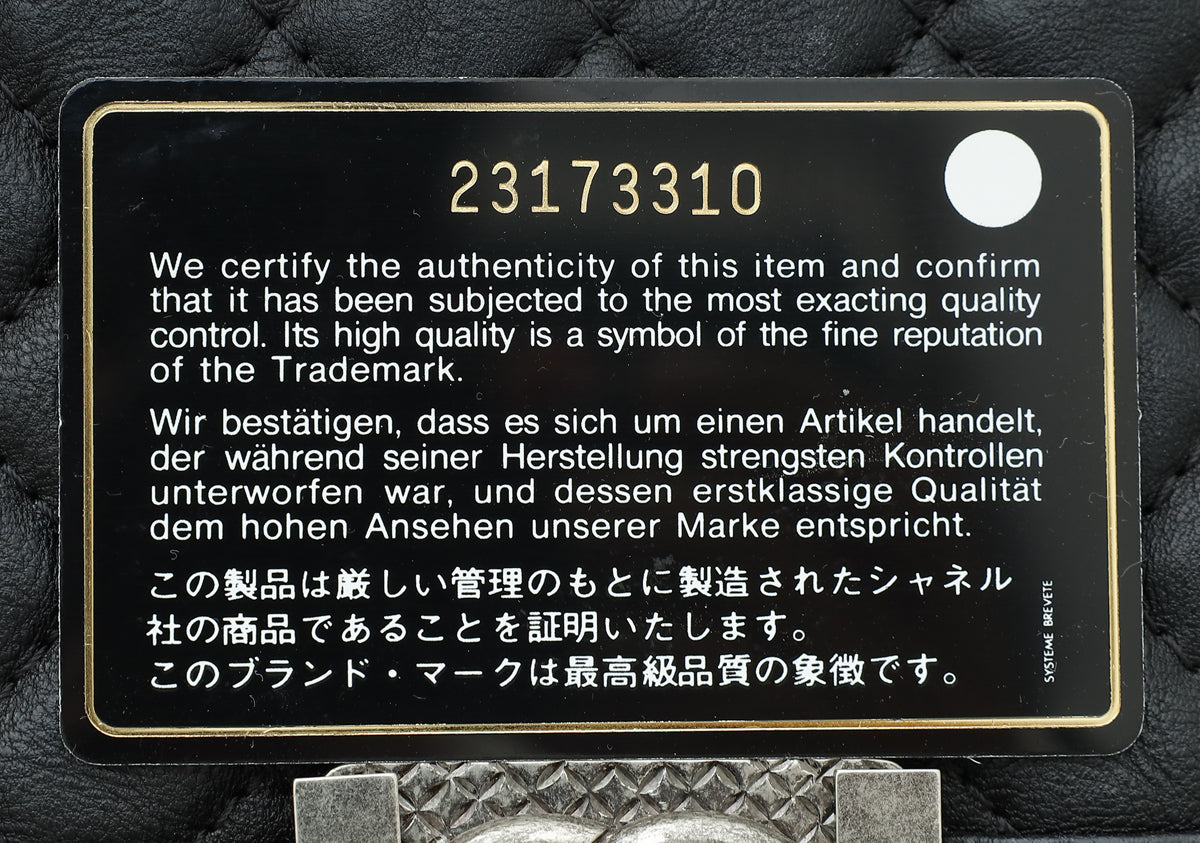 23173310
We certify the authenticity of this item and confirm
that it has been subjected to the most exacting quality
control. Its high quality is a symbol of the fine reputation
of the Trademark.
Wir bestätigen, dass es sich um einen Artikel handelt,
der während seiner Herstellung strengsten Kontrollen
unterworfen war, und dessen erstklassige Qualität
dem hohen Ansehen unserer Marke entspricht.
この製品は厳しい管理のもとに製造されたシャネル
社の商品であることを証明いたします。
このブランド・マークは最高級品質の象徴です。
SYSTEME BREVETE